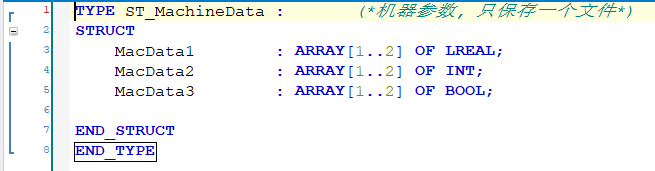 1 TYPE ST_MachineData : (*机器参数, 只保存一个文件*)
2 STRUCT
3 MacData1 : ARRAY[1..2] OF LREAL;
4 MacData2 : ARRAY[1..2] OF INT;
5 MacData3 : ARRAY[1..2] OF BOOL;
6
7 END_STRUCT
8 END_TYPE